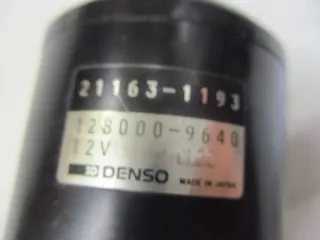 21163-1193
128000-9640
12V
DENSO MADE IN JAPAN